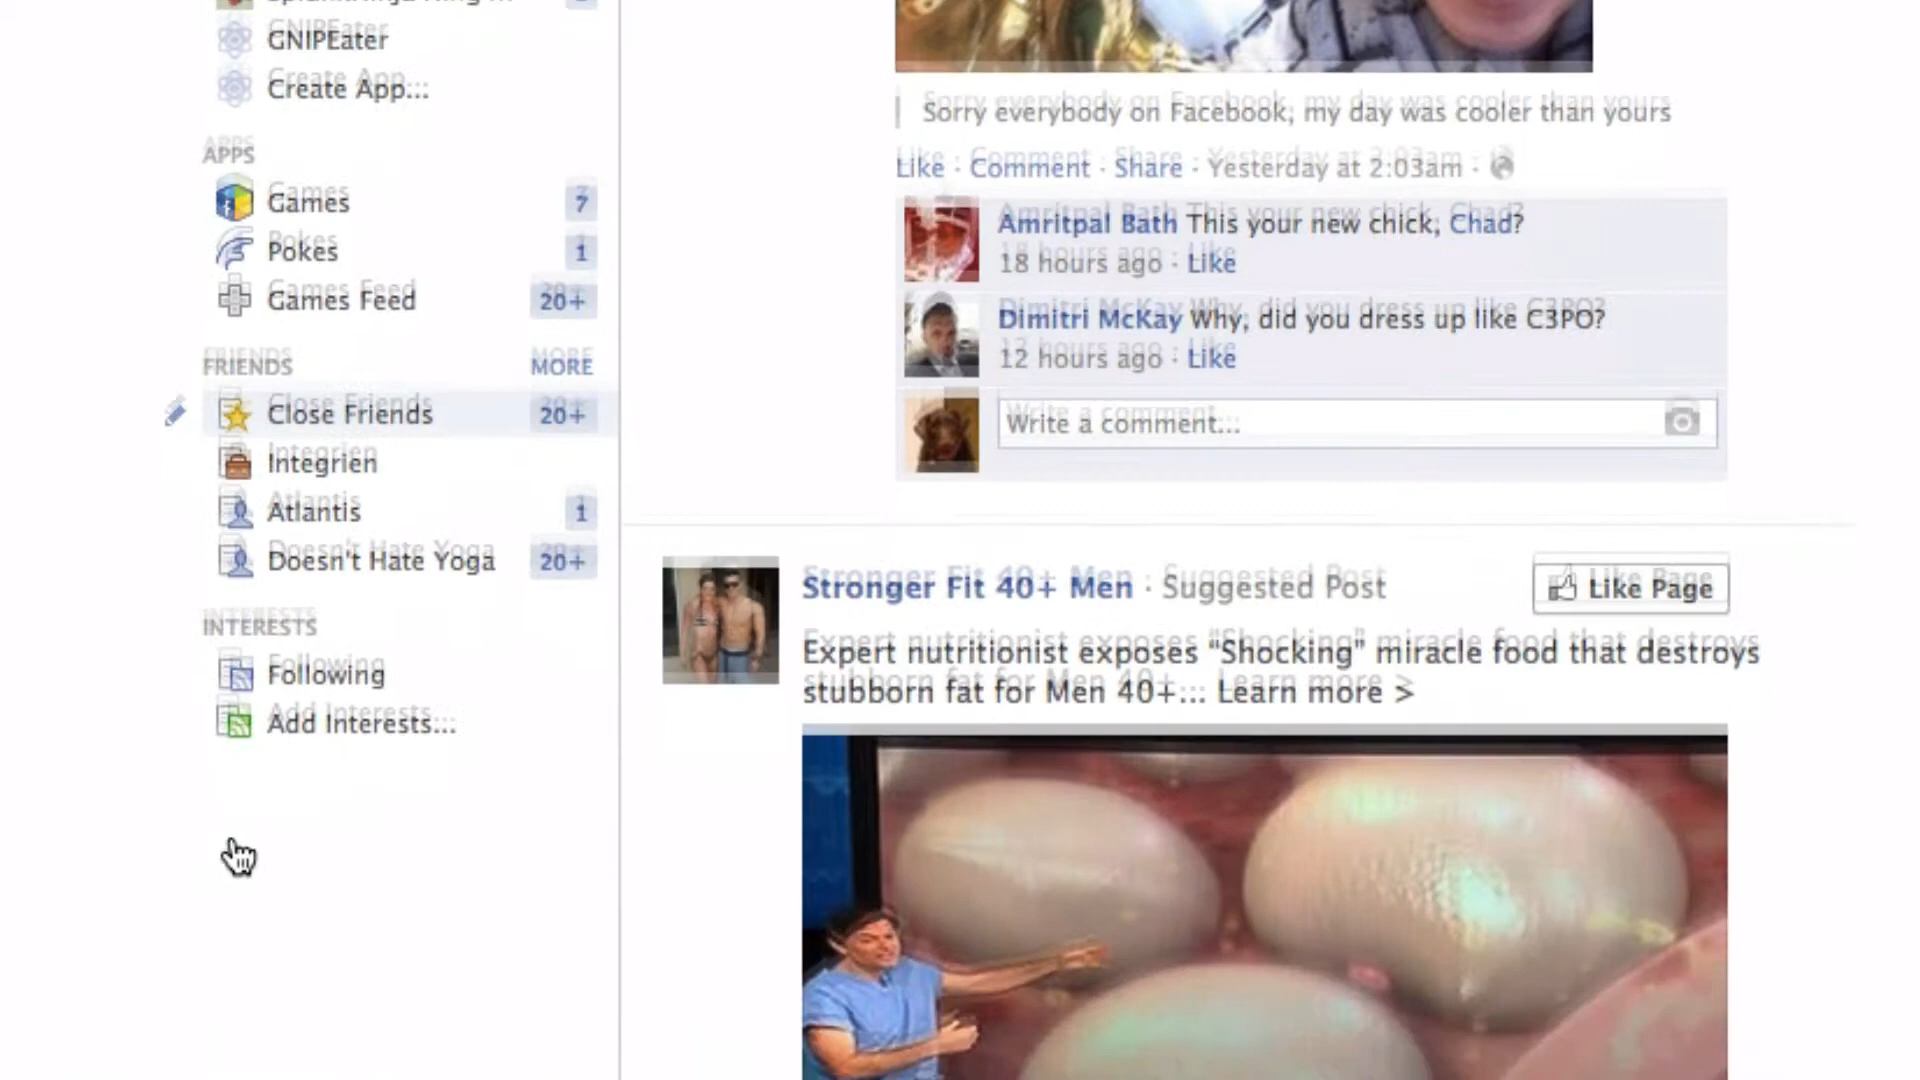 GNIPEater
Create App...
APPS
Games 7
Pokes 1
Games Feed 20+
FRIENDS MORE
Close Friends 20+
Integrien
Atlantis 1
Doesn't Hate Yoga 20+
INTERESTS
Following
Add Interests...
Sorry everybody on Facebook, my day was cooler than yours
Like · Comment · Share · Yesterday at 2:03am ·
Amritpal Bath This your new chick, Chad?
18 hours ago · Like
Dimitri McKay Why, did you dress up like C3PO?
12 hours ago · Like
Write a comment...
Stronger Fit 40+ Men · Suggested Post
Like Page
Expert nutritionist exposes “Shocking” miracle food that destroys
stubborn fat for Men 40+... Learn more >